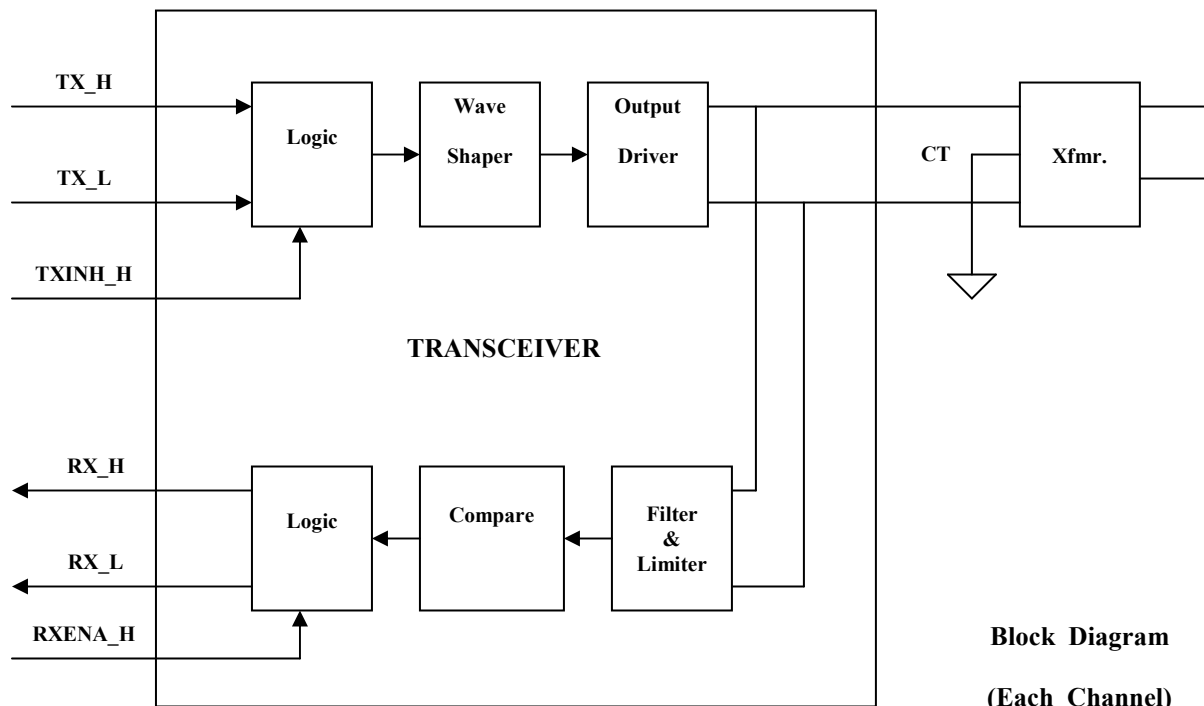 TX_H
TX_L
TXINH_H
Logic
Wave
Shaper
Output
Driver
CT
Xfmr.
TRANSCEIVER
RX_H
RX_L
RXENA_H
Logic
Compare
Filter
&
Limiter
Block Diagram
(Each Channel)